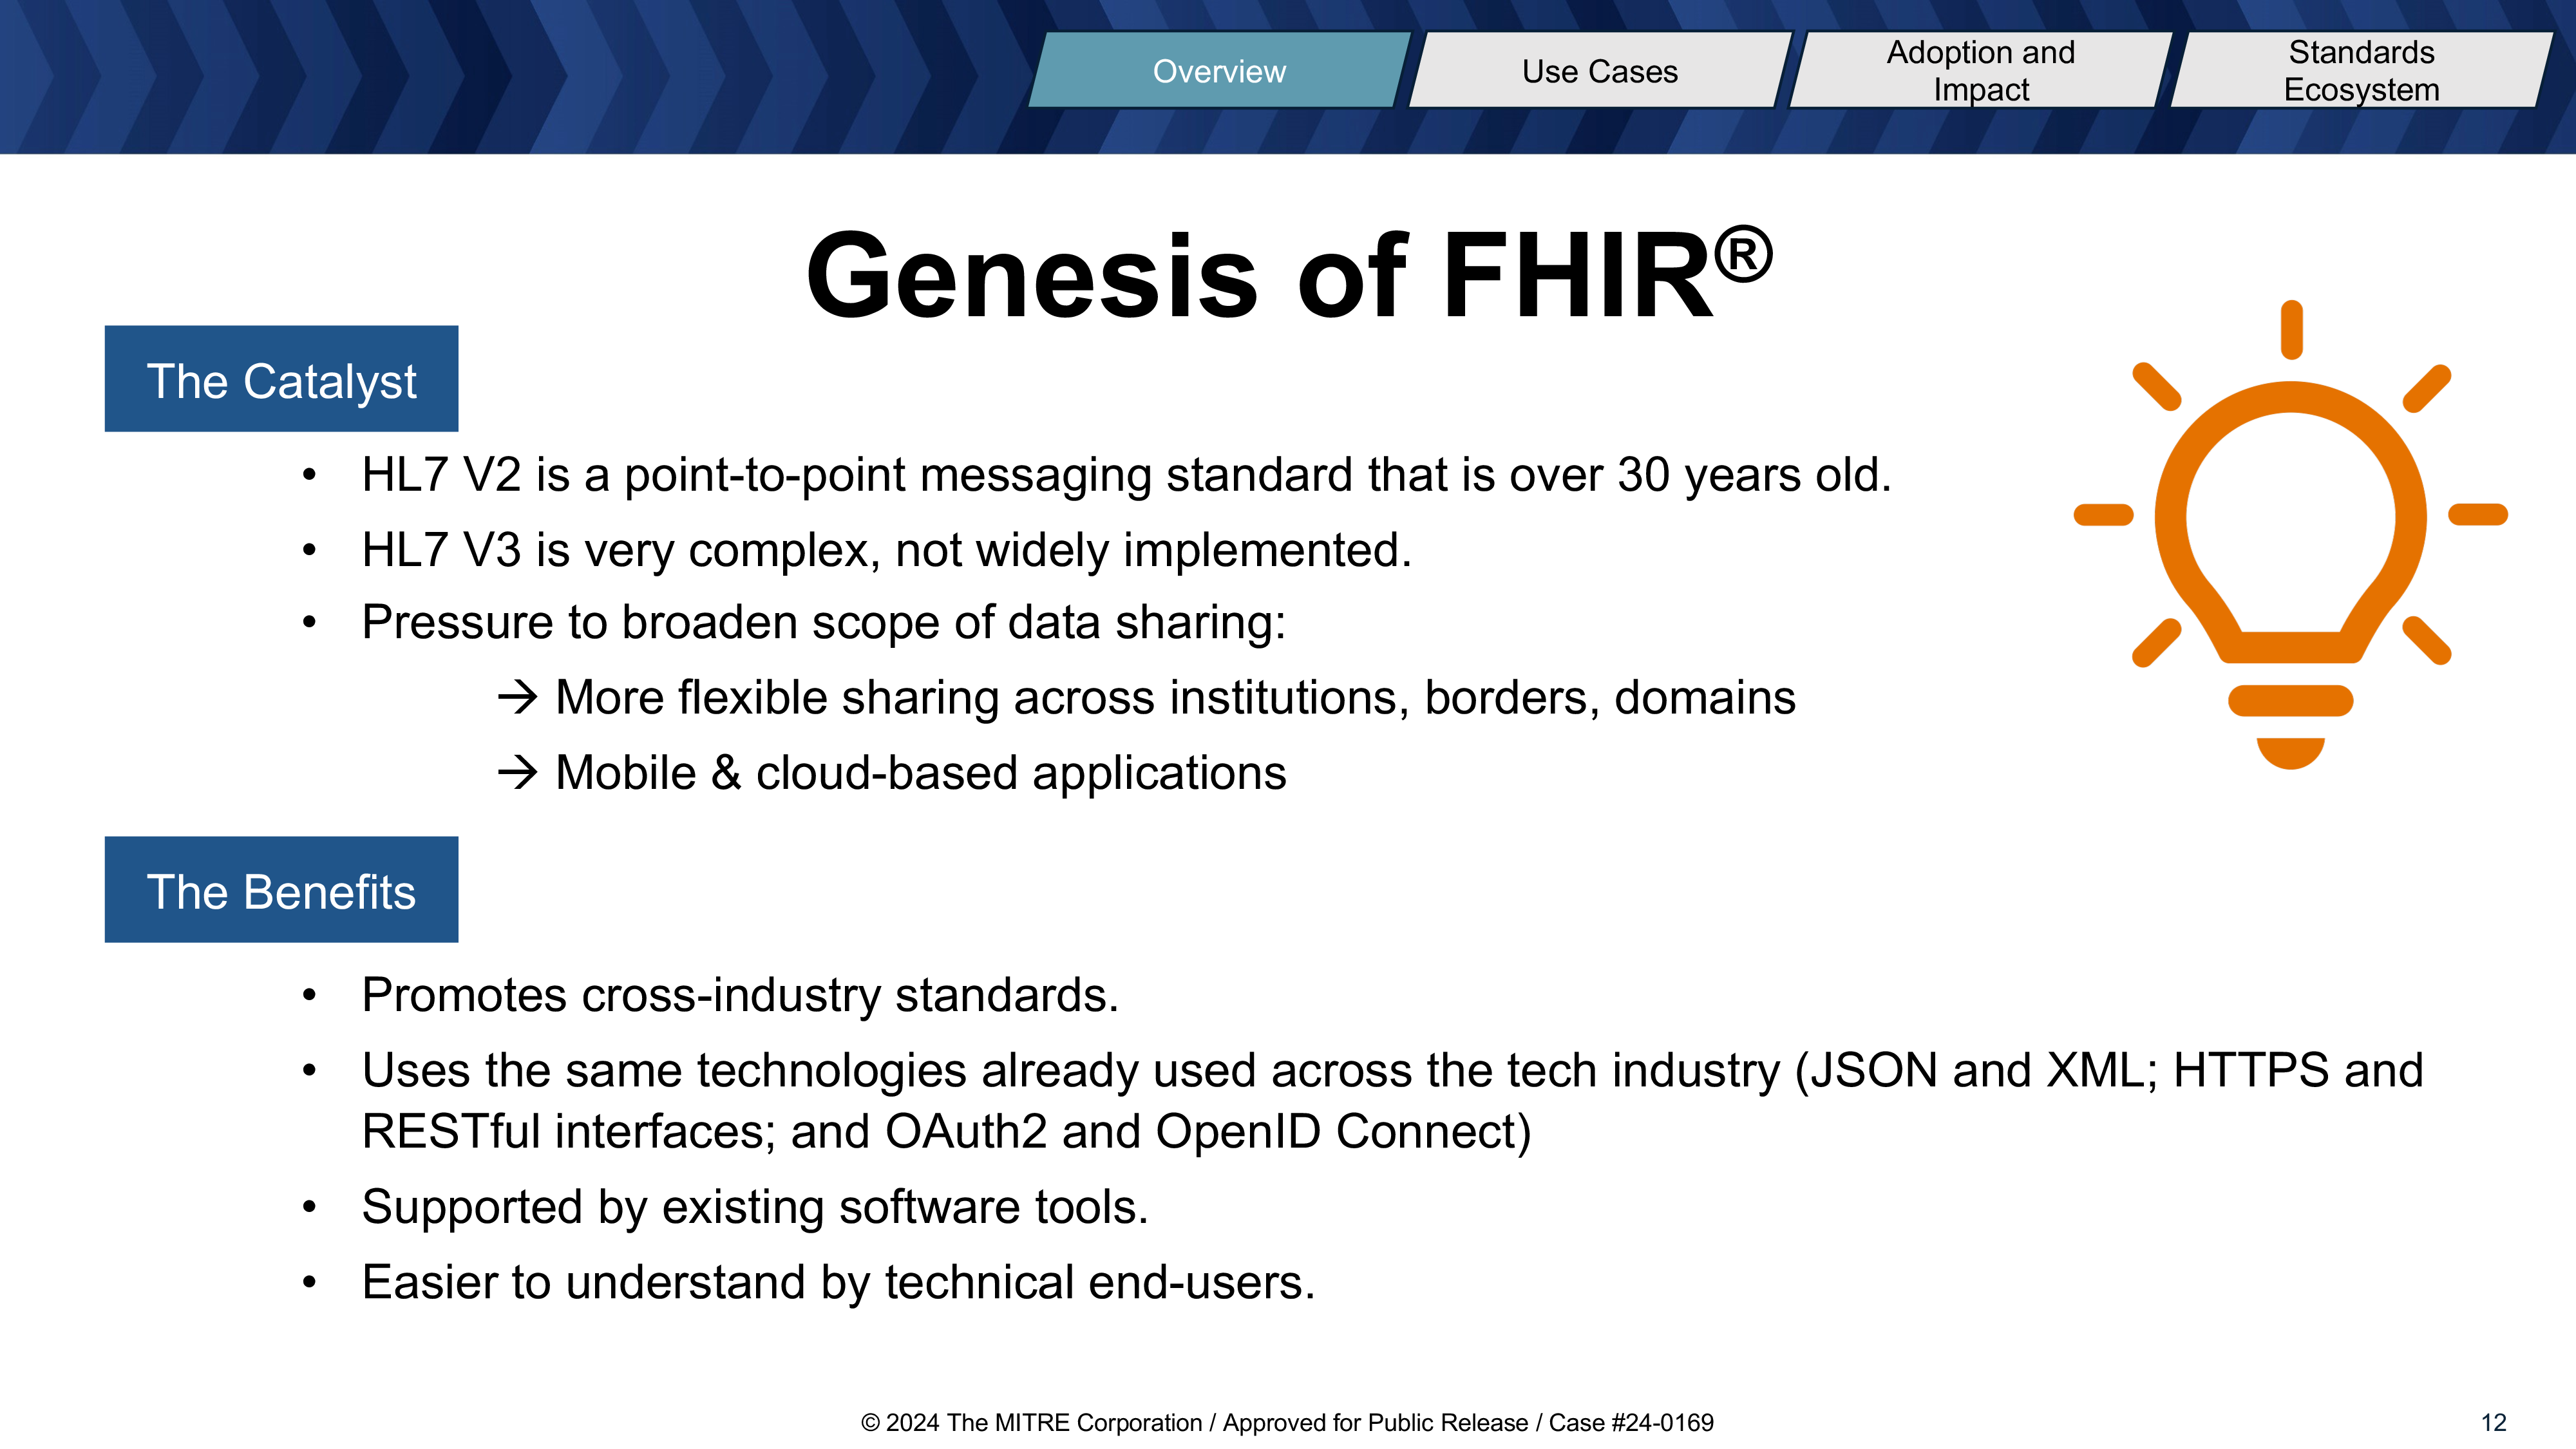 Overview
Use Cases
Adoption and
Impact
Standards
Ecosystem
Genesis of FHIR®
The Catalyst
• HL7 V2 is a point-to-point messaging standard that is over 30 years old.
• HL7 V3 is very complex, not widely implemented.
• Pressure to broaden scope of data sharing:
→ More flexible sharing across institutions, borders, domains
→ Mobile & cloud-based applications
The Benefits
• Promotes cross-industry standards.
• Uses the same technologies already used across the tech industry (JSON and XML; HTTPS and
RESTful interfaces; and OAuth2 and OpenID Connect)
• Supported by existing software tools.
• Easier to understand by technical end-users.
© 2024 The MITRE Corporation / Approved for Public Release / Case #24-0169
12